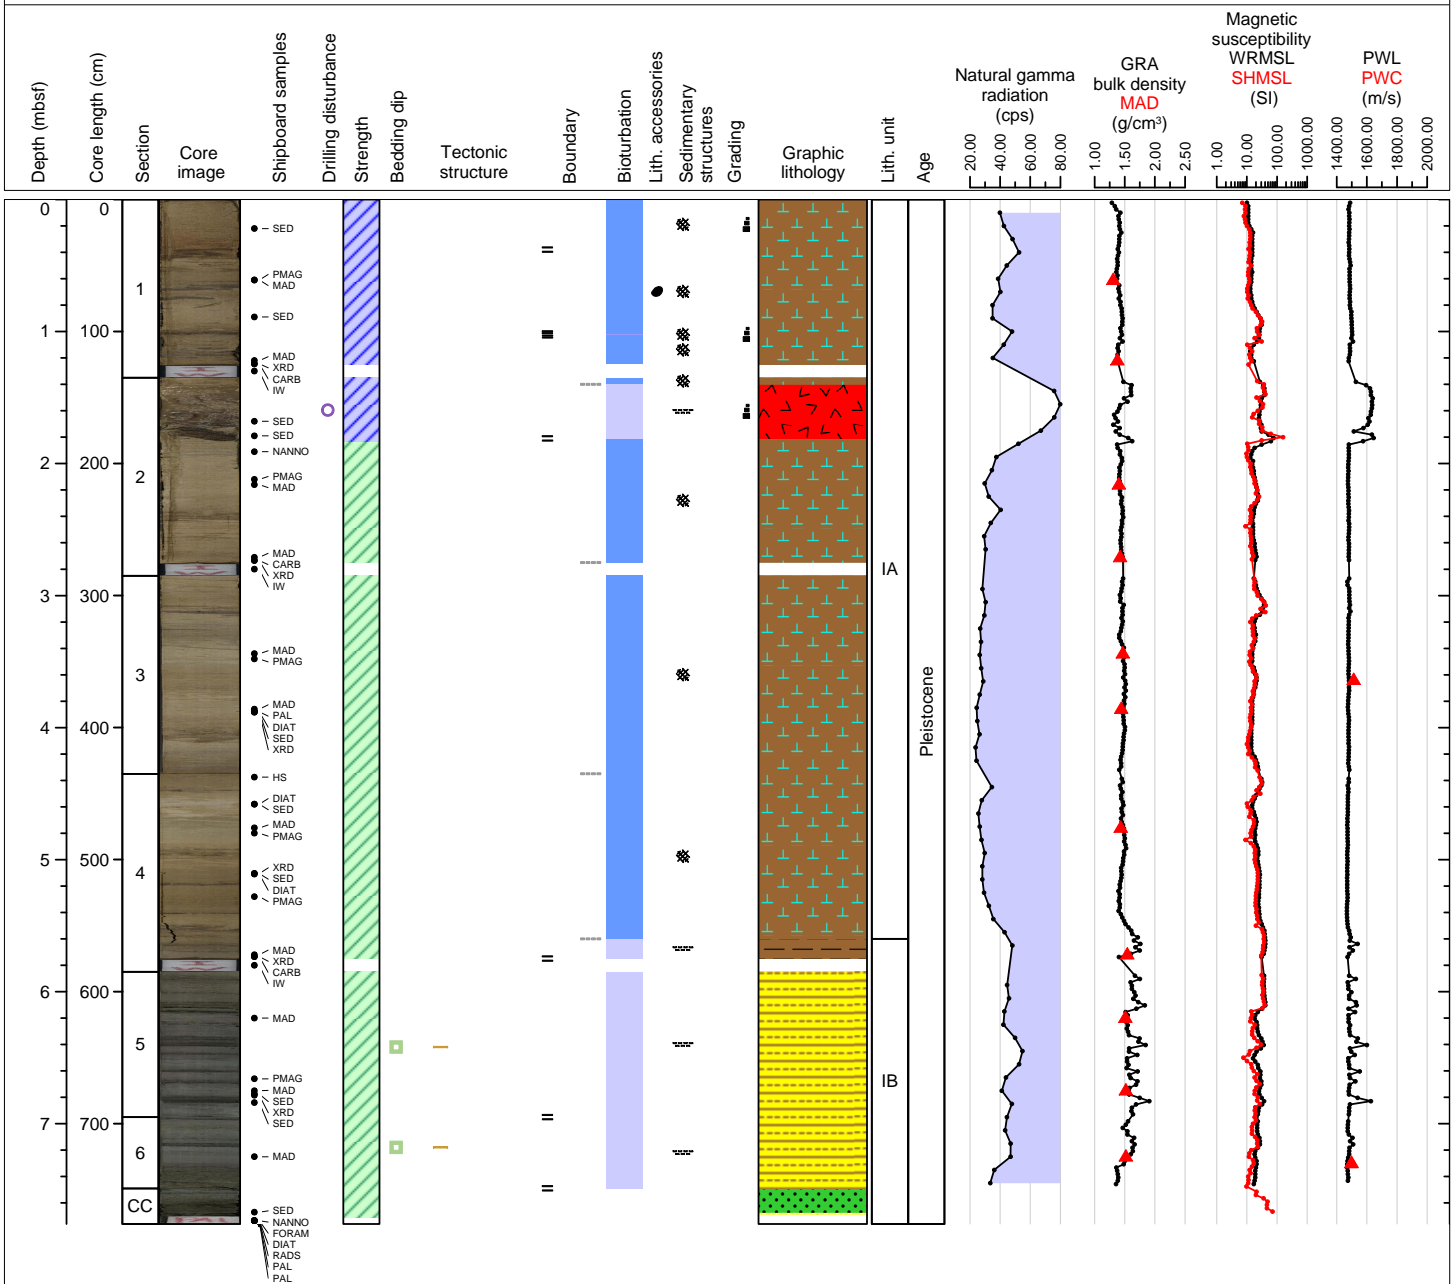 Depth (mbsf)
Core length (cm)
Section
Core
image
Shipboard samples
Drilling disturbance
Strength
Bedding dip
Tectonic
structure
Boundary
Bioturbation
Lith. accessories
Sedimentary
structures
Grading
Graphic
lithology
Lith. unit
Age
Natural gamma
radiation
(cps)
20.00
40.00
60.00
80.00
GRA
bulk density
MAD
(g/cm³)
1.00
1.50
2.00
2.50
Magnetic
susceptibility
WRMSL
SHMSL
(SI)
1.00
10.00
100.00
1000.00
PWL
PWC
(m/s)
1400.00
1600.00
1800.00
2000.00
0
1
2
3
4
5
6
7
0
100
200
300
400
500
600
700
1
2
3
4
5
6
CC
SED
PMAG
MAD
SED
MAD
XRD
CARB
IW
SED
SED
NANNO
PMAG
MAD
MAD
CARB
XRD
IW
MAD
PMAG
MAD
PAL
DIAT
SED
XRD
HS
DIAT
SED
MAD
PMAG
XRD
SED
DIAT
PMAG
MAD
XRD
CARB
IW
MAD
PMAG
MAD
SED
XRD
SED
MAD
SED
NANNO
FORAM
DIAT
RADS
PAL
PAL
IA
IB
Pleistocene